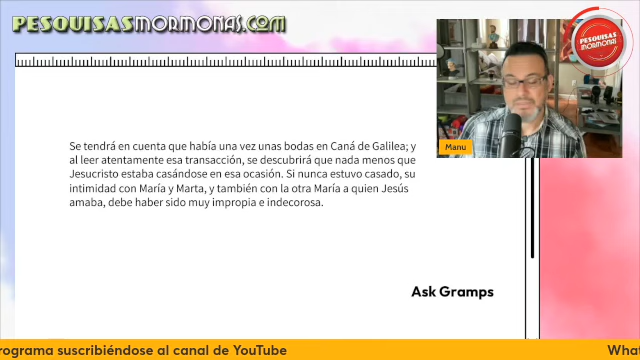 PESQUISASMORMONAS.COM
PESQUISAS
MORMONAS
Manu
Se tendrá en cuenta que había una vez unas bodas en Caná de Galilea; y
al leer atentamente esa transacción, se descubrirá que nada menos que
Jesucristo estaba casándose en esa ocasión. Si nunca estuvo casado, su
intimidad con María y Marta, y también con la otra María a quien Jesús
amaba, debe haber sido muy impropia e indecorosa.
Ask Gramps
rograma suscribiéndose al canal de YouTube
What